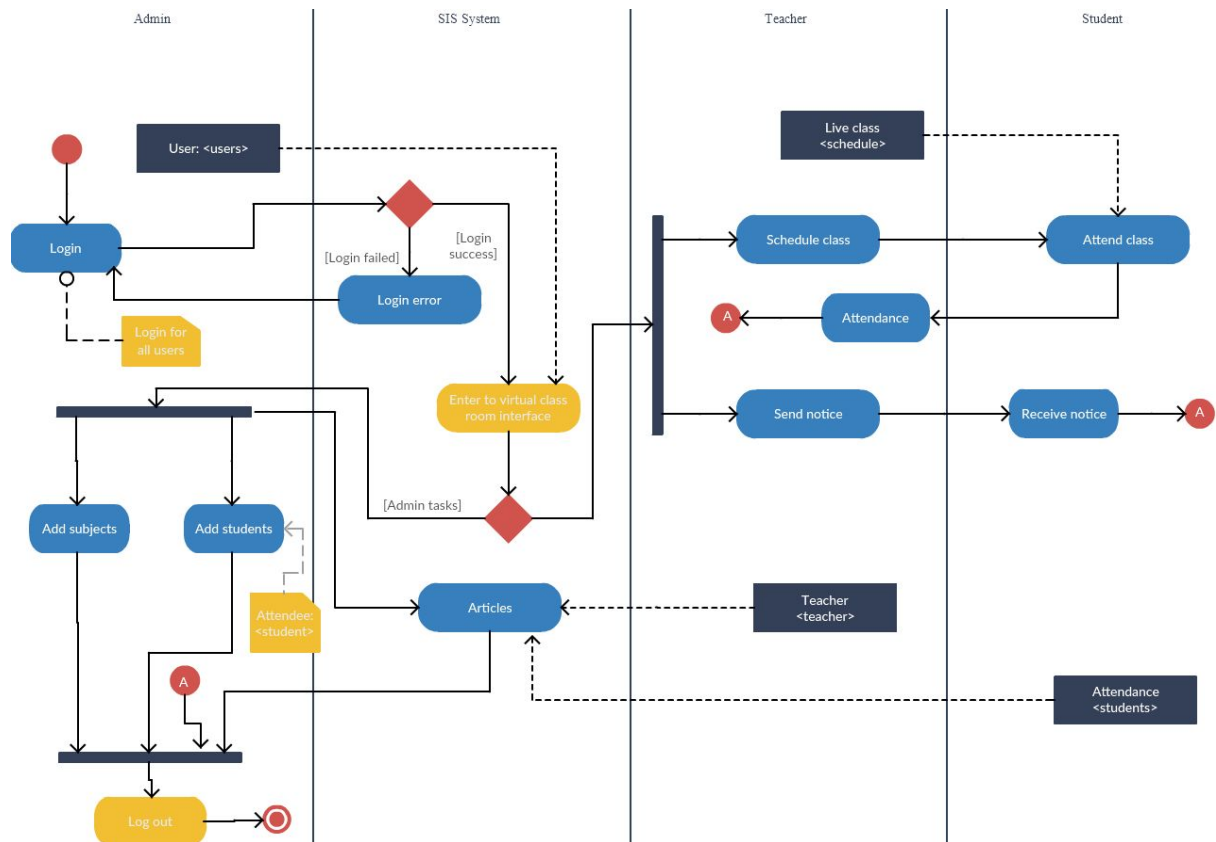 Admin
SIS System
Teacher
Student
User: <users>
Live class
<schedule>
Login
[Login failed]
[Login
success]
Schedule class
Attend class
Login error
Login for
all users
A
Attendance
Enter to virtual class
room interface
Send notice
Receive notice
A
[Admin tasks]
Add subjects
Add students
Attendee:
<student>
Articles
Teacher
<teacher>
A
Attendance
<students>
Log out